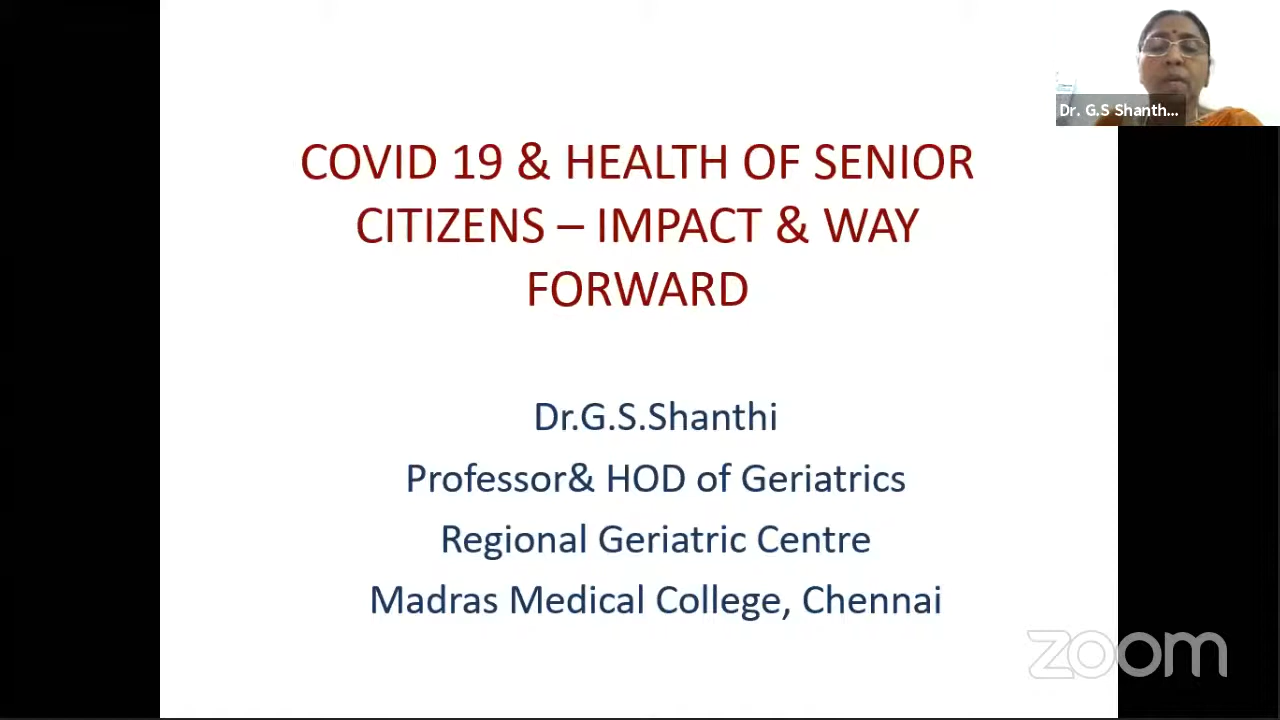 Dr. G.S Shanth...
COVID 19 & HEALTH OF SENIOR
CITIZENS – IMPACT & WAY
FORWARD
Dr.G.S.Shanthi
Professor& HOD of Geriatrics
Regional Geriatric Centre
Madras Medical College, Chennai
zoom